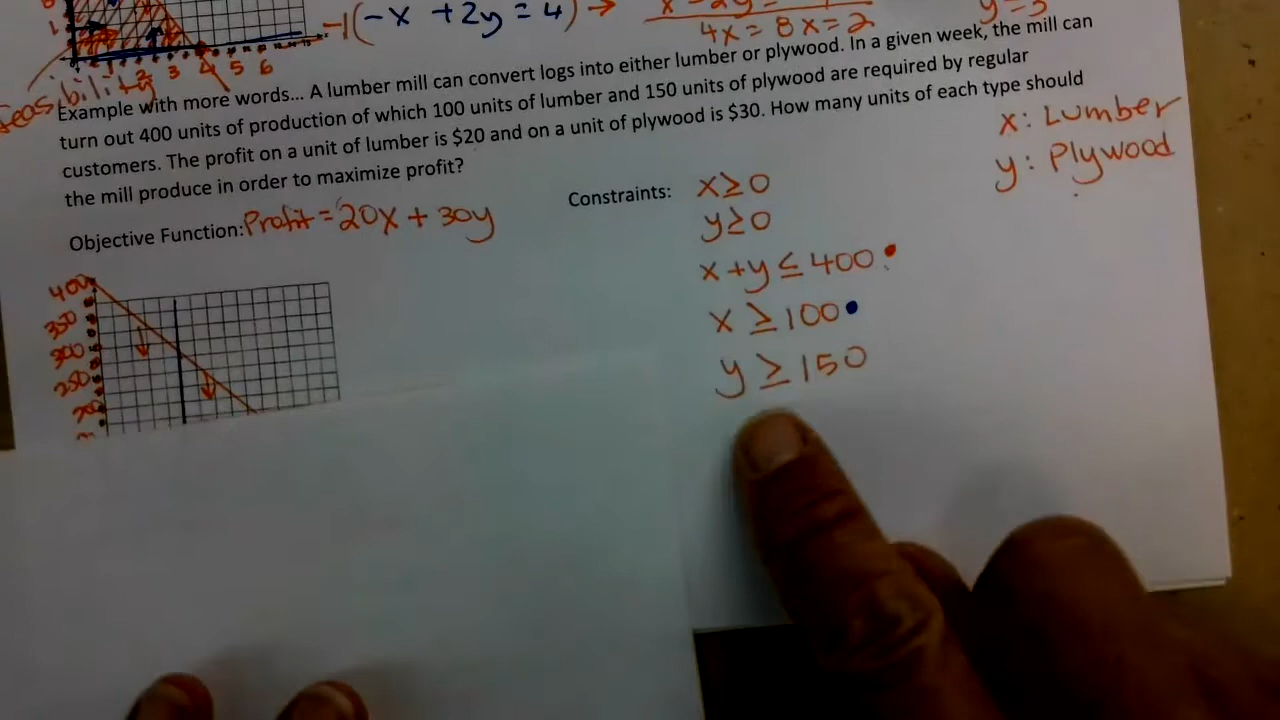 -1(-x +2y = 4) →
4x = 8 x = 2
y = 3
1 2 3 4 5 6
Feasibility
Example with more words... A lumber mill can convert logs into either lumber or plywood. In a given week, the mill can
turn out 400 units of production of which 100 units of lumber and 150 units of plywood are required by regular
customers. The profit on a unit of lumber is $20 and on a unit of plywood is $30. How many units of each type should
the mill produce in order to maximize profit?
x: Lumber
y: Plywood
Objective Function: Profit = 20x + 30y
Constraints: x ≥ 0
y ≥ 0
x + y ≤ 400
x ≥ 100
y ≥ 150
400
350
300
250
200